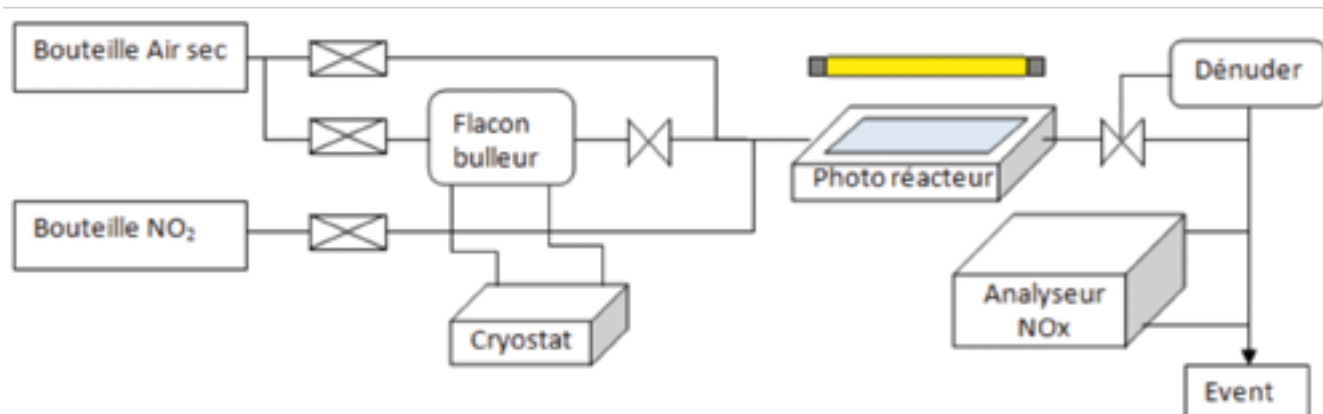 Bouteille Air sec
Dénuder
Flacon
bulleur
Photo réacteur
Bouteille NO₂
Analyseur
NOx
Cryostat
Event